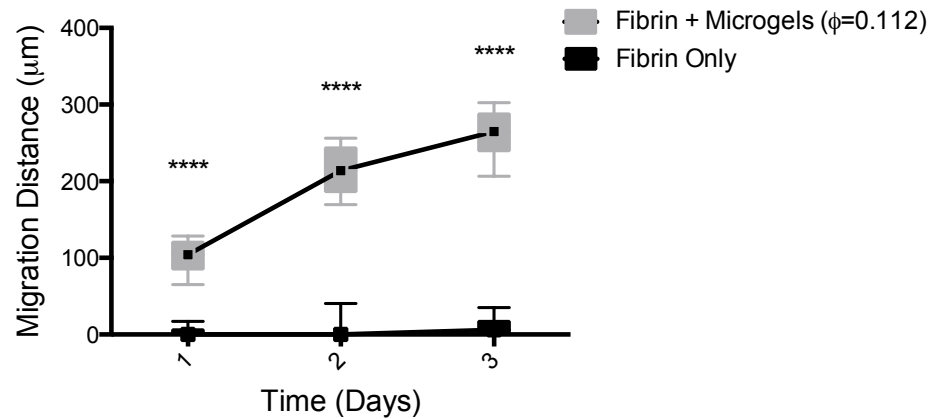 400
300
200
100
0
Migration Distance (μm)
****
****
****
1
2
3
Time (Days)
Fibrin + Microgels (ϕ=0.112)
Fibrin Only